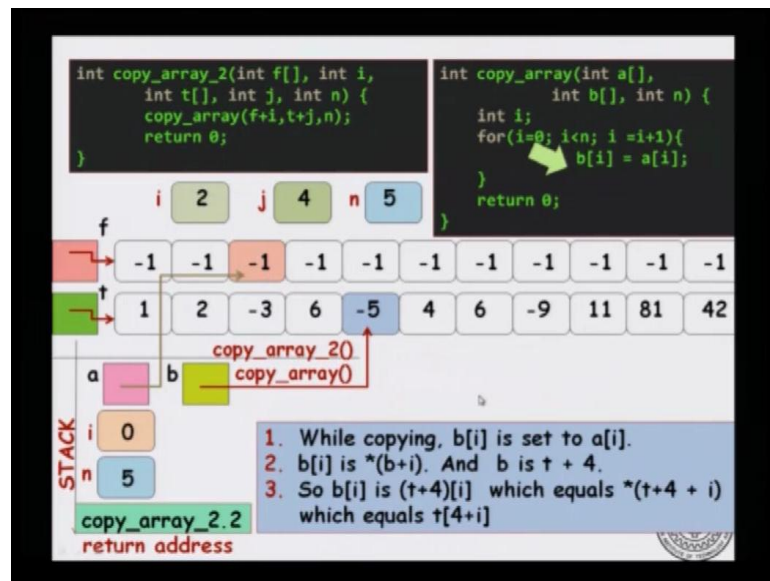 int copy_array_2(int f[], int i,
int t[], int j, int n) {
copy_array(f+i,t+j,n);
return 0;
}
int copy_array(int a[],
int b[], int n) {
int i;
for(i=0; i<n; i =i+1){
b[i] = a[i];
}
return 0;
}
i 2 j 4 n 5
f
-1 -1 -1 -1 -1 -1 -1 -1 -1 -1 -1
t
1 2 -3 6 -5 4 6 -9 11 81 42
copy_array_2()
a b copy_array()
STACK
i 0
n 5
copy_array_2.2
return address
1. While copying, b[i] is set to a[i].
2. b[i] is *(b+i). And b is t + 4.
3. So b[i] is (t+4)[i] which equals *(t+4 + i)
which equals t[4+i]